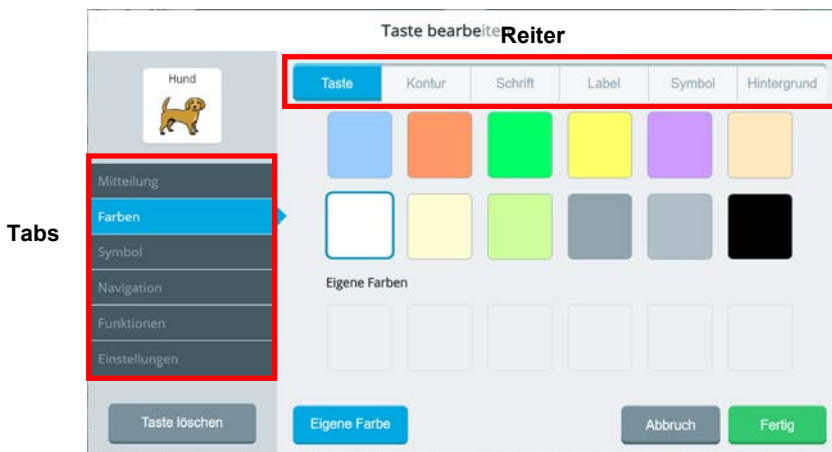 Taste bearbeite
Reiter
Hund
Taste Kontur Schrift Label Symbol Hintergrund
Tabs
Mitteilung
Farben
Symbol
Navigation
Funktionen
Einstellungen
Eigene Farben
Taste löschen
Eigene Farbe
Abbruch
Fertig